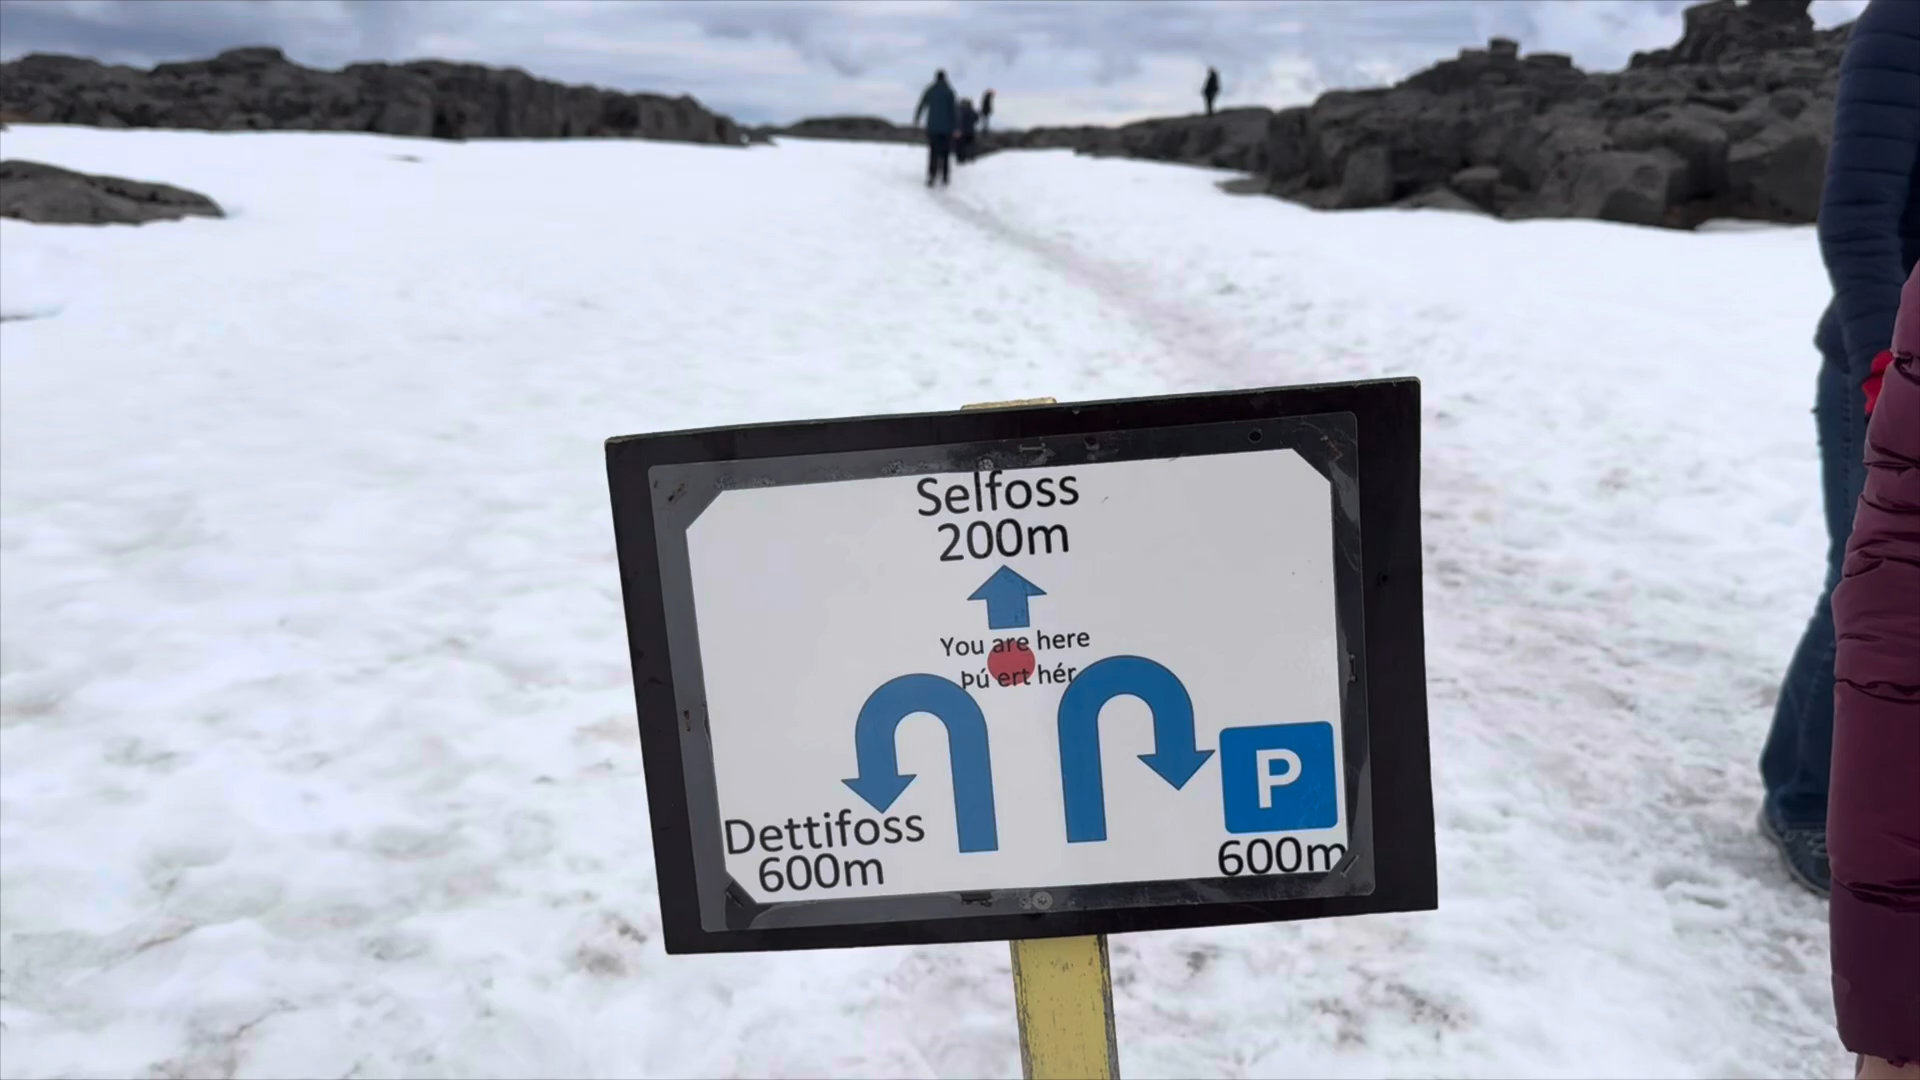 Selfoss
200m
You are here
Þú ert hér
P
Dettifoss
600m
600m